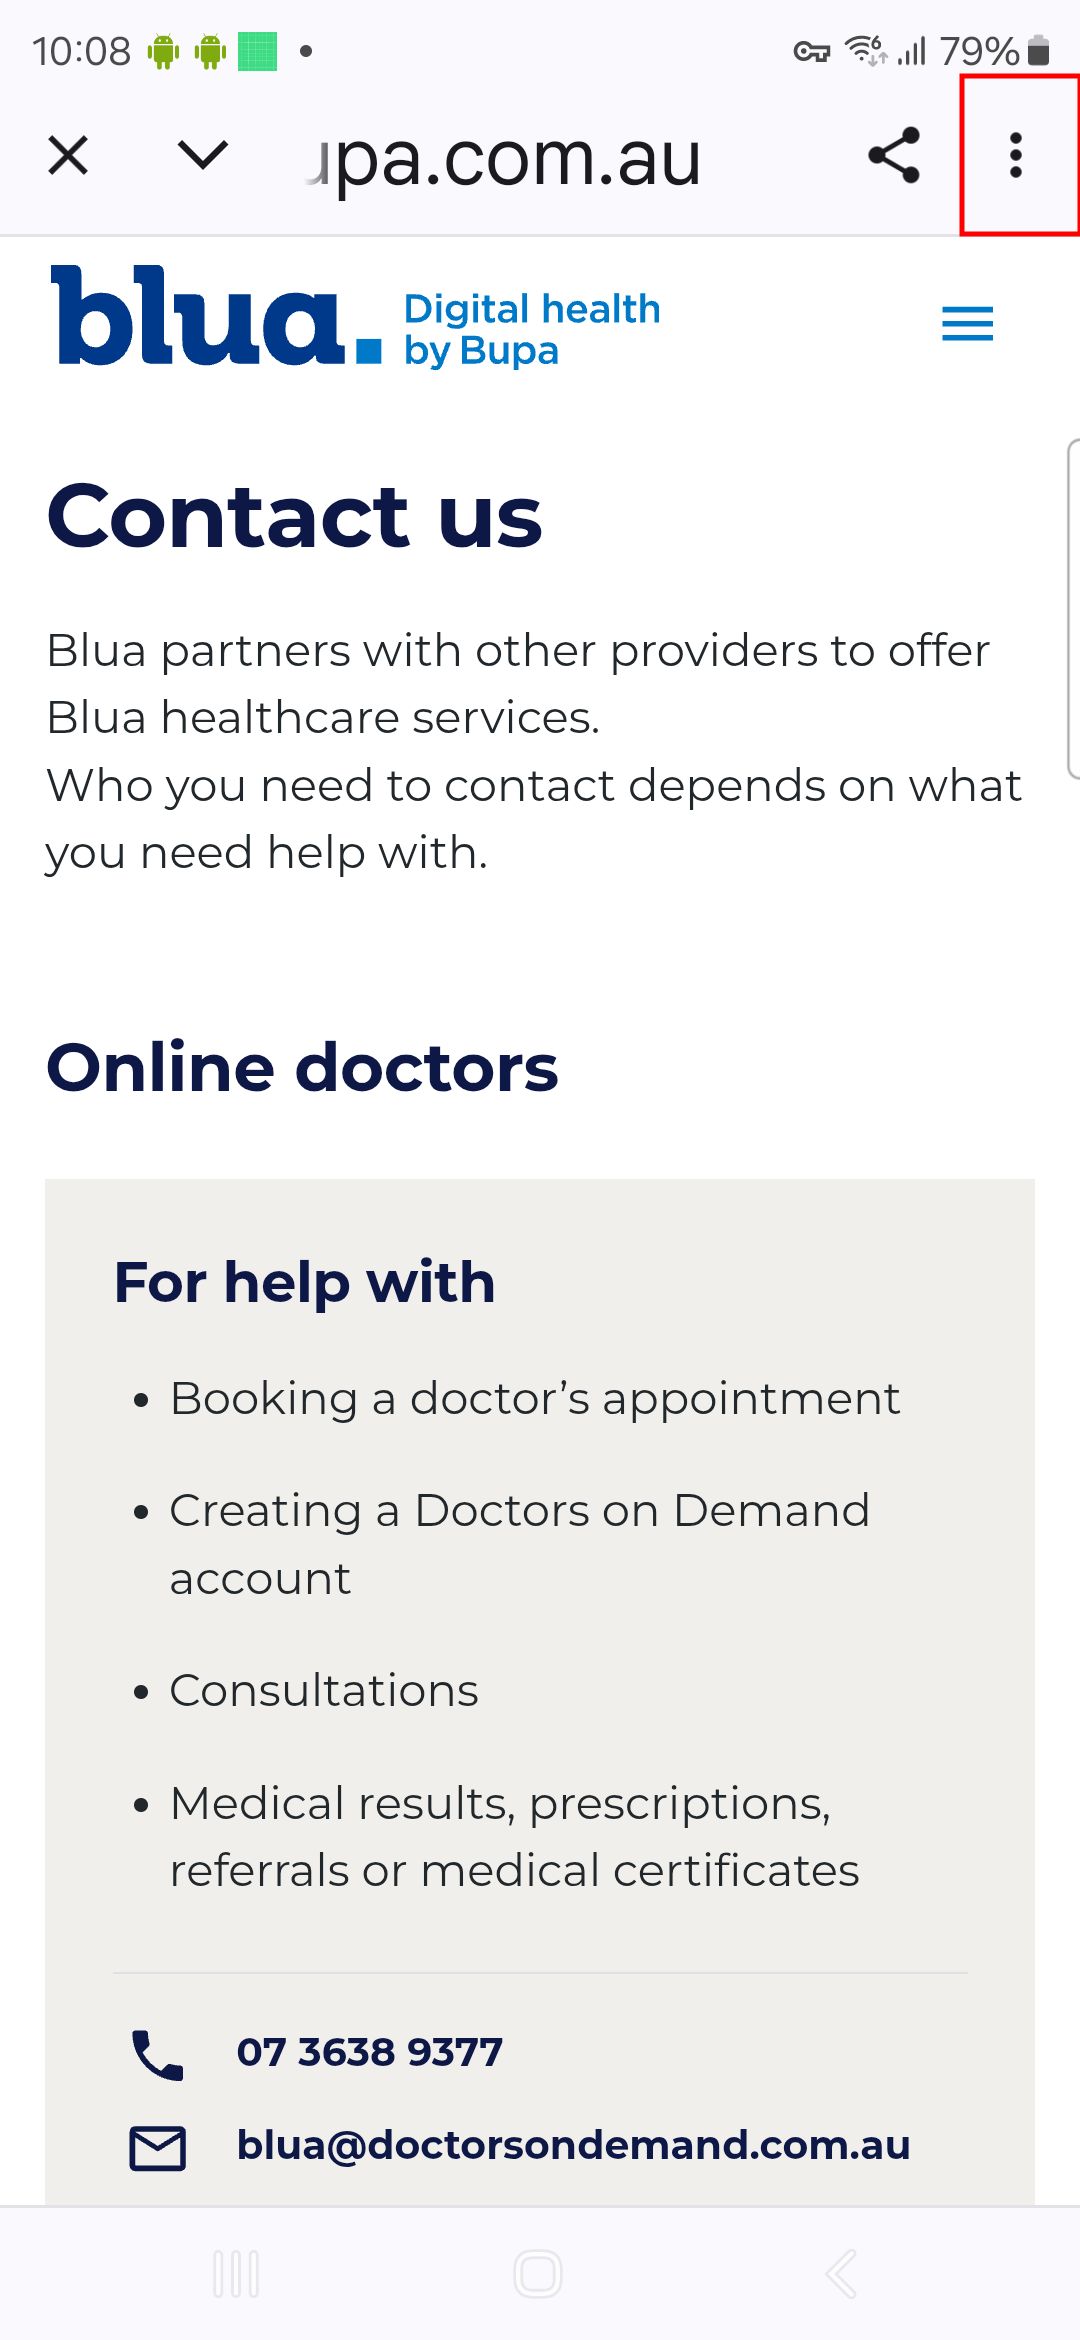 10:08 79%
upa.com.au
blua. Digital health
by Bupa
Contact us
Blua partners with other providers to offer
Blua healthcare services.
Who you need to contact depends on what
you need help with.
Online doctors
For help with
• Booking a doctor’s appointment
• Creating a Doctors on Demand
account
• Consultations
• Medical results, prescriptions,
referrals or medical certificates
07 3638 9377
blua@doctorsondemand.com.au